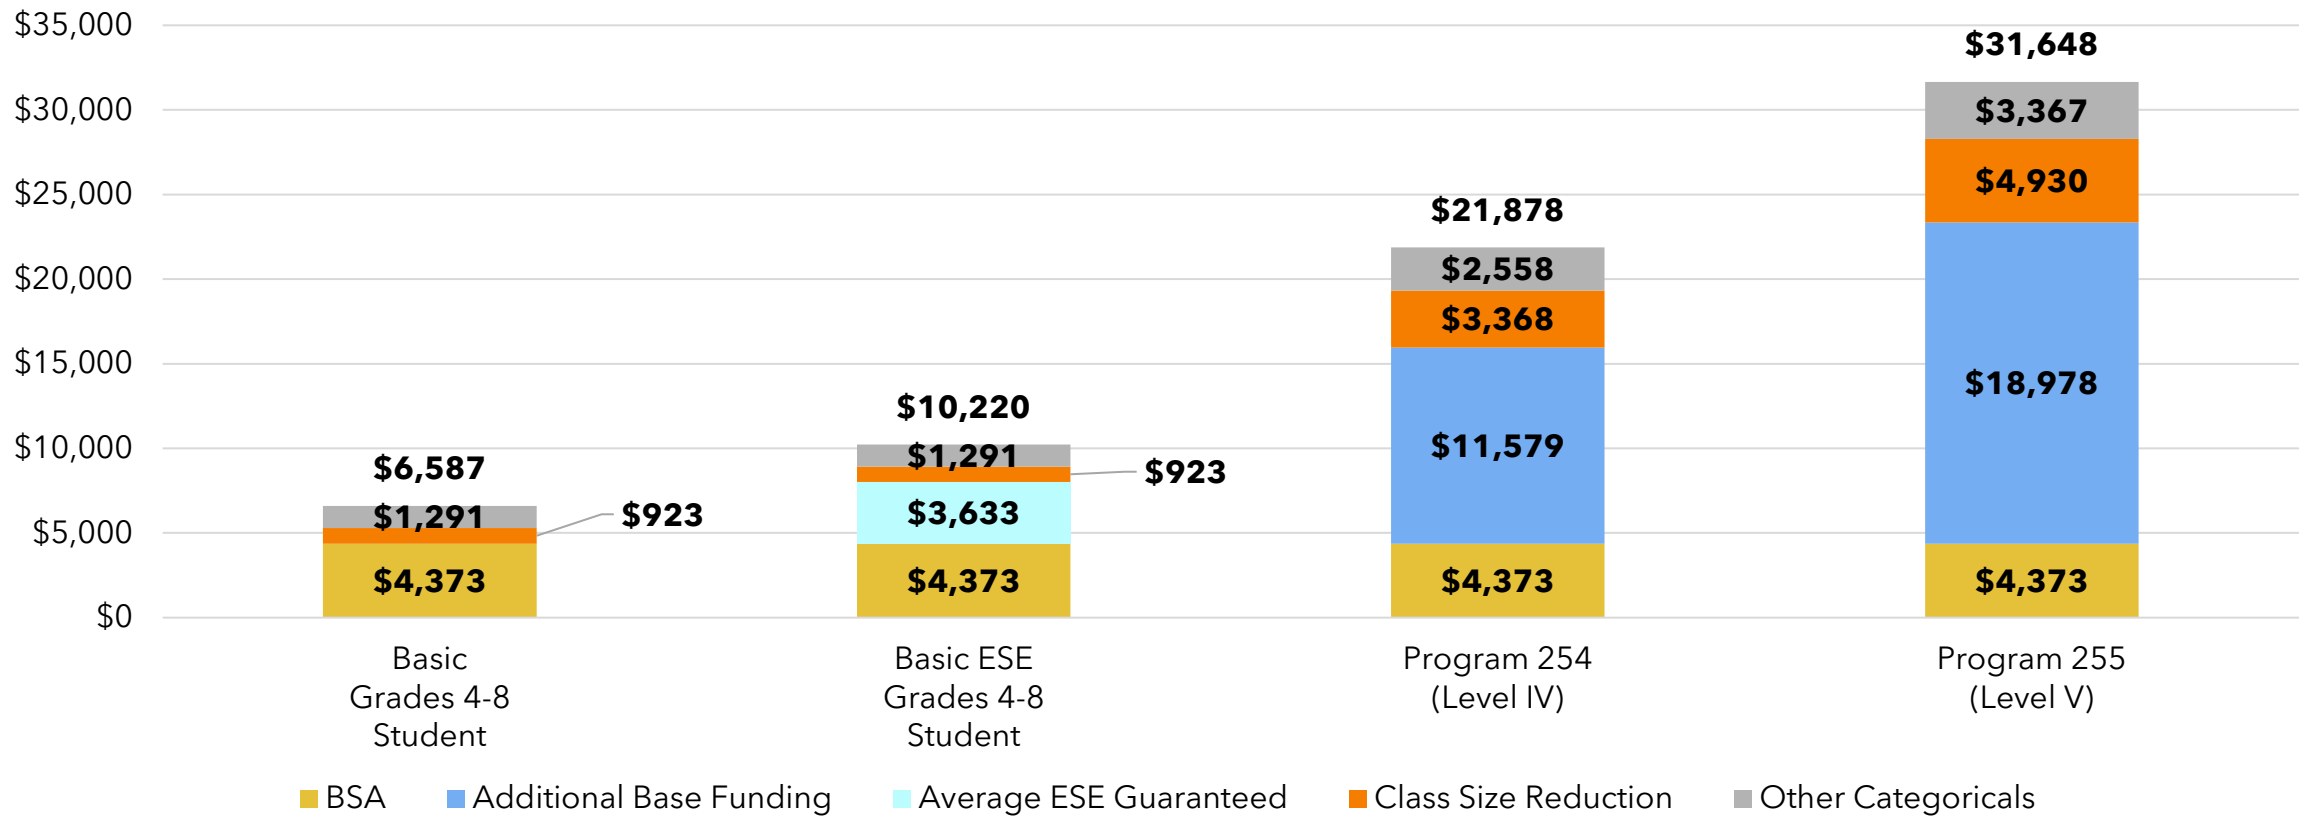 $35,000
$30,000
$25,000
$20,000
$15,000
$10,000
$5,000
$0
$6,587
$1,291
$923
$4,373
$10,220
$1,291
$923
$3,633
$4,373
$21,878
$2,558
$3,368
$11,579
$4,373
$31,648
$3,367
$4,930
$18,978
$4,373
Basic
Grades 4-8
Student
Basic ESE
Grades 4-8
Student
Program 254
(Level IV)
Program 255
(Level V)
BSA
Additional Base Funding
Average ESE Guaranteed
Class Size Reduction
Other Categoricals